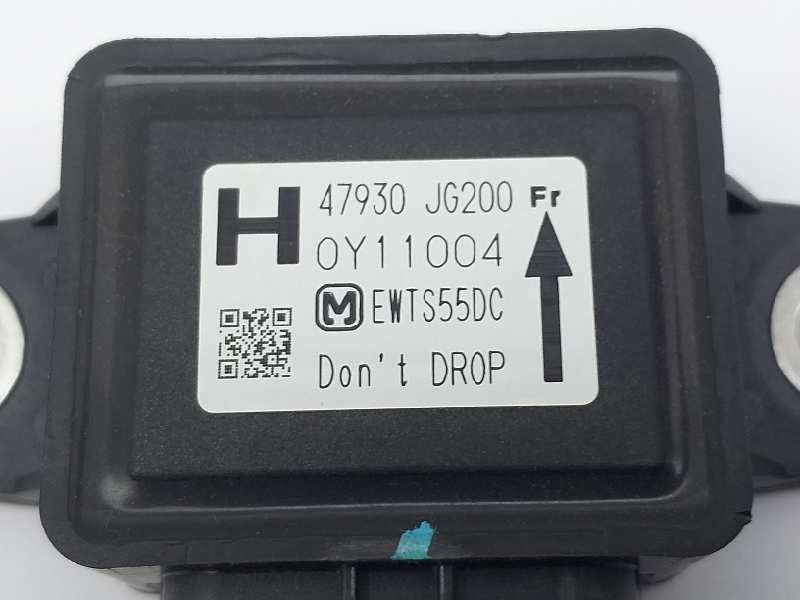 H 47930 JG200 Fr
0Y11004
M EWTS55DC
Don't DROP